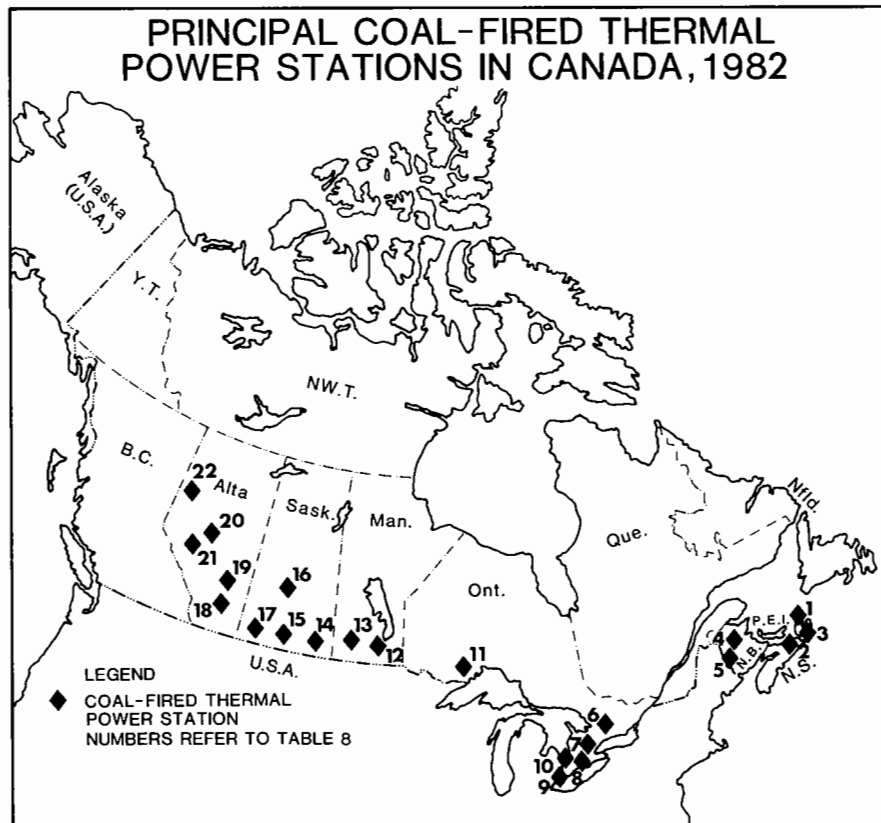 PRINCIPAL COAL-FIRED THERMAL
POWER STATIONS IN CANADA, 1982
Alaska
(U.S.A.)
Y.T.
N.W.T.
B.C.
Alta
Sask.
Man.
Ont.
Que.
Nfld.
P.E.I.
N.B.
N.S.
U.S.A.
22
20
21
19
18
17
16
15
14
13
12
11
10
9
8
7
6
5
4
3
2
1
LEGEND
COAL-FIRED THERMAL
POWER STATION
NUMBERS REFER TO TABLE 8